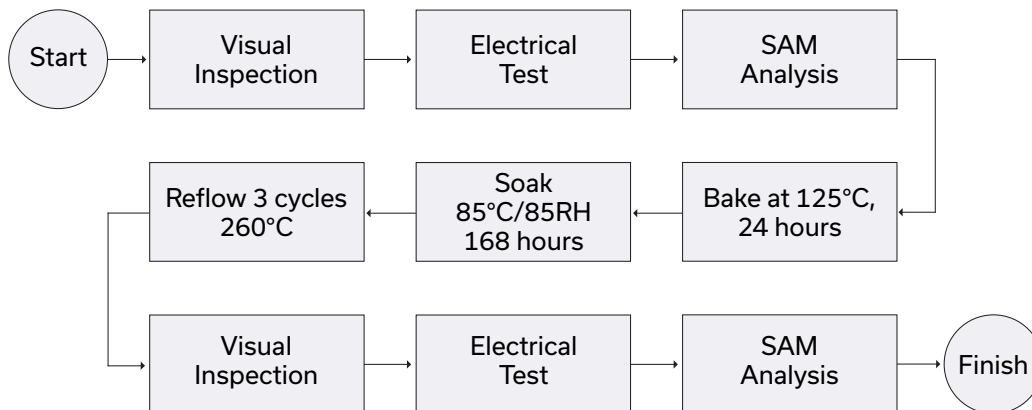 Start
Visual
Inspection
Electrical
Test
SAM
Analysis
Bake at 125°C,
24 hours
Soak
85°C/85RH
168 hours
Reflow 3 cycles
260°C
Visual
Inspection
Electrical
Test
SAM
Analysis
Finish